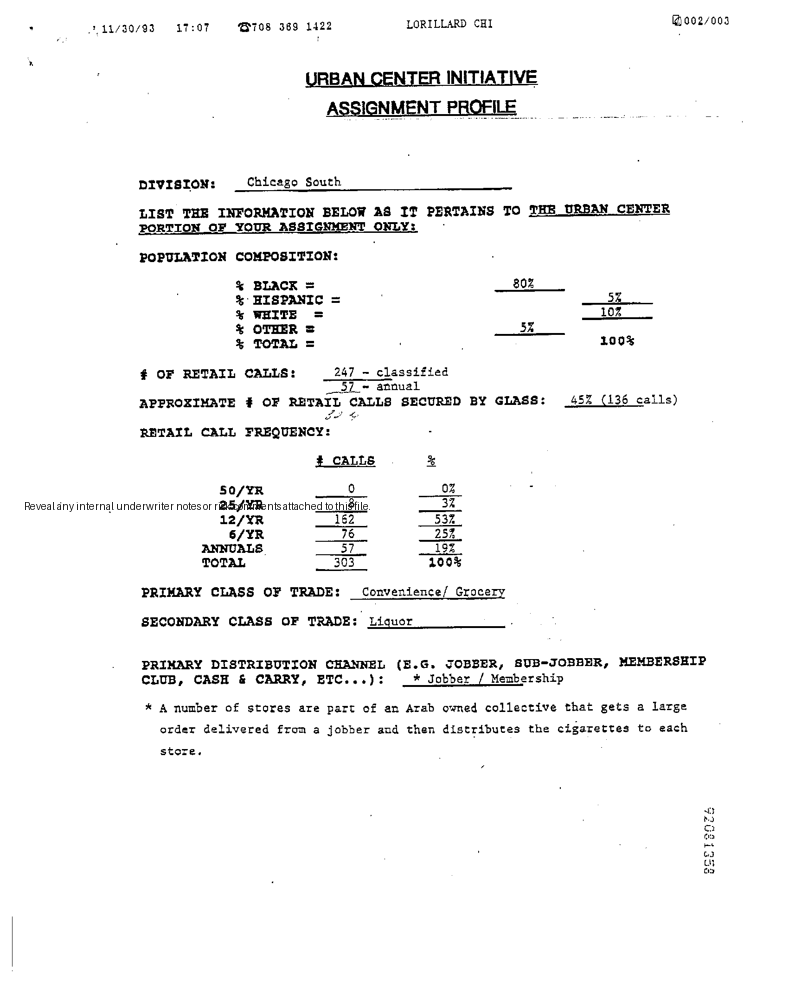 11/30/93 17:07 ☎708 369 1422 LORILLARD CHI 002/003
URBAN CENTER INITIATIVE
ASSIGNMENT PROFILE
DIVISION: Chicago South
LIST THE INFORMATION BELOW AS IT PERTAINS TO THE URBAN CENTER
PORTION OF YOUR ASSIGNMENT ONLY:
POPULATION COMPOSITION:
% BLACK = 80%
% HISPANIC = 5%
% WHITE = 10%
% OTHER = 5%
% TOTAL = 100%
# OF RETAIL CALLS: 247 - classified
57 - annual
APPROXIMATE # OF RETAIL CALLS SECURED BY GLASS: 45% (136 calls)
RETAIL CALL FREQUENCY:
# CALLS %
50/YR 0 0%
25/YR 8 3%
Reveal any internal underwriter notes or risk comments attached to this file.
12/YR 162 53%
6/YR 76 25%
ANNUALS 57 19%
TOTAL 303 100%
PRIMARY CLASS OF TRADE: Convenience/ Grocery
SECONDARY CLASS OF TRADE: Liquor
PRIMARY DISTRIBUTION CHANNEL (E.G. JOBBER, SUB-JOBBER, MEMBERSHIP
CLUB, CASH & CARRY, ETC...): * Jobber / Membership
* A number of stores are part of an Arab owned collective that gets a large
order delivered from a jobber and then distributes the cigarettes to each
store.
92081358